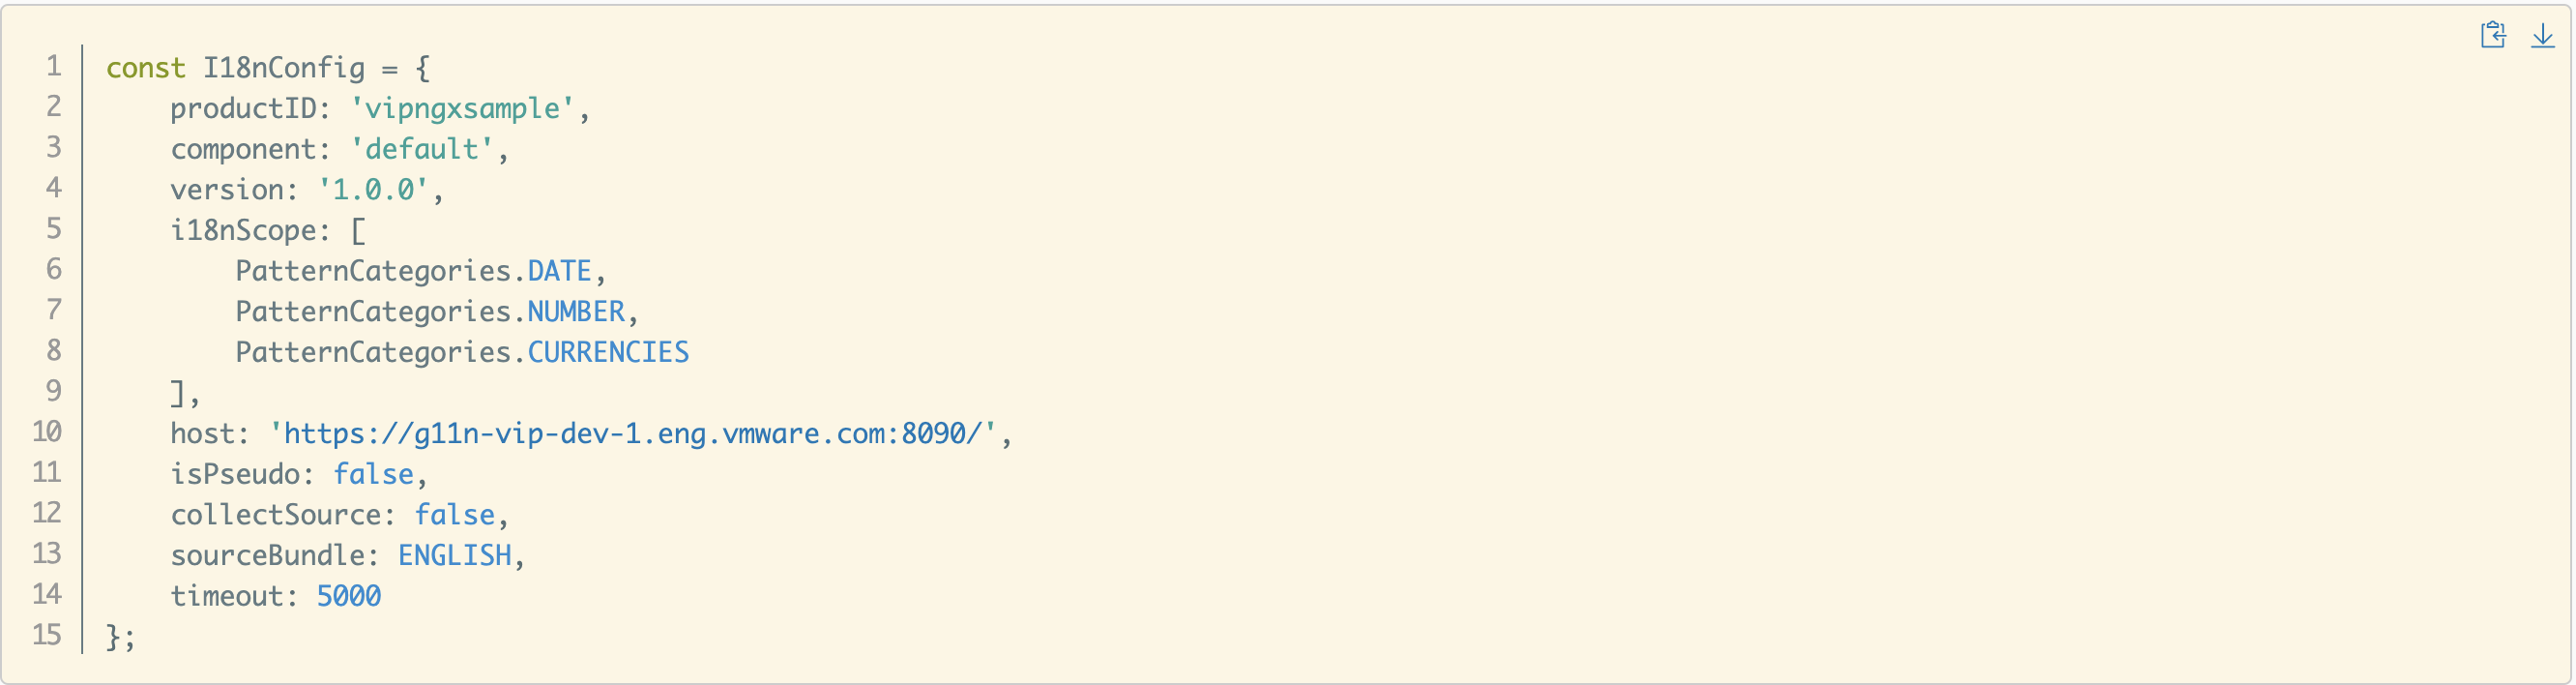 1 const I18nConfig = {
2 productID: 'vipngxsample',
3 component: 'default',
4 version: '1.0.0',
5 i18nScope: [
6 PatternCategories.DATE,
7 PatternCategories.NUMBER,
8 PatternCategories.CURRENCIES
9 ],
10 host: 'https://g11n-vip-dev-1.eng.vmware.com:8090/',
11 isPseudo: false,
12 collectSource: false,
13 sourceBundle: ENGLISH,
14 timeout: 5000
15 };